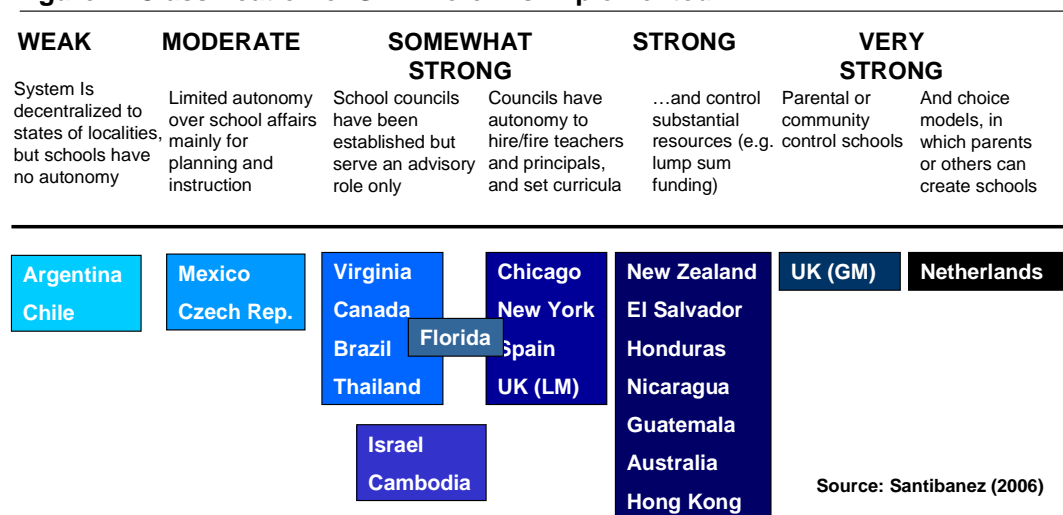 WEAK
System Is
decentralized to
states of localities,
but schools have
no autonomy
MODERATE
Limited autonomy
over school affairs
mainly for
planning and
instruction
SOMEWHAT
STRONG
School councils
have been
established but
serve an advisory
role only
Councils have
autonomy to
hire/fire teachers
and principals,
and set curricula
STRONG
…and control
substantial
resources (e.g.
lump sum
funding)
VERY
STRONG
Parental or
community
control schools
And choice
models, in
which parents
or others can
create schools
Argentina
Chile
Mexico
Czech Rep.
Virginia
Canada
Brazil
Thailand
Florida
Israel
Cambodia
Chicago
New York
Spain
UK (LM)
New Zealand
El Salvador
Honduras
Nicaragua
Guatemala
Australia
Hong Kong
UK (GM)
Netherlands
Source: Santibanez (2006)